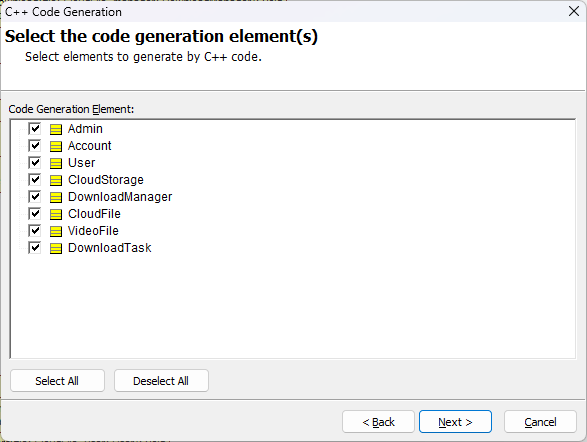 C++ Code Generation
Select the code generation element(s)
Select elements to generate by C++ code.
Code Generation Element:
Admin
Account
User
CloudStorage
DownloadManager
CloudFile
VideoFile
DownloadTask
Select All
Deselect All
< Back
Next >
Cancel